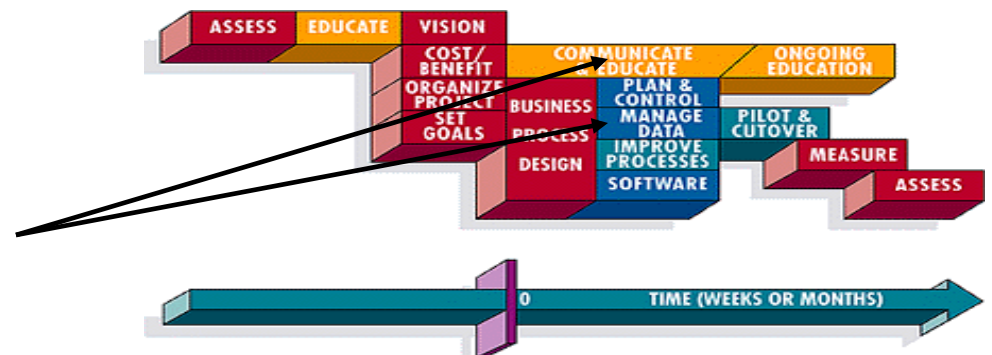 ASSESS
EDUCATE
VISION
COST/
BENEFIT
COMMUNICATE
& EDUCATE
ONGOING
EDUCATION
ORGANIZE
PROJECT
SET
GOALS
BUSINESS
PROCESS
DESIGN
PLAN &
CONTROL
MANAGE
DATA
IMPROVE
PROCESSES
SOFTWARE
PILOT &
CUTOVER
MEASURE
ASSESS
0
TIME (WEEKS OR MONTHS)